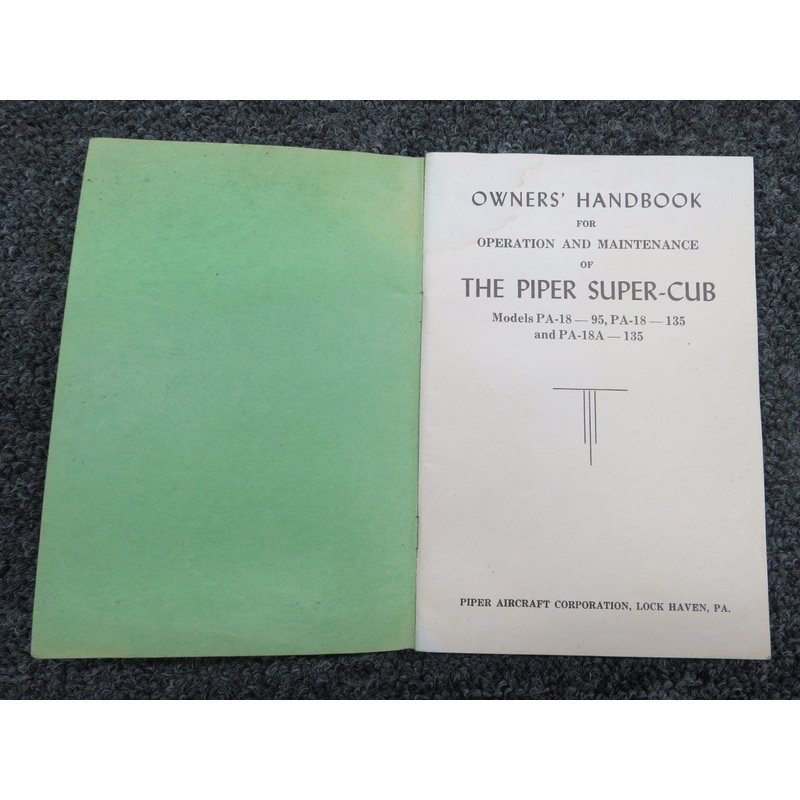 OWNERS' HANDBOOK
FOR
OPERATION AND MAINTENANCE
OF
THE PIPER SUPER-CUB
Models PA-18 — 95, PA-18 — 135
and PA-18A — 135
PIPER AIRCRAFT CORPORATION, LOCK HAVEN, PA.